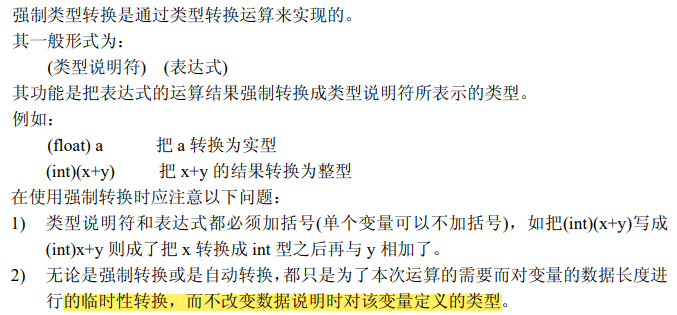 强制类型转换是通过类型转换运算来实现的。
其一般形式为：
(类型说明符) (表达式)
其功能是把表达式的运算结果强制转换成类型说明符所表示的类型。
例如：
(float) a 把 a 转换为实型
(int)(x+y) 把 x+y 的结果转换为整型
在使用强制转换时应注意以下问题：
1) 类型说明符和表达式都必须加括号(单个变量可以不加括号)，如把(int)(x+y)写成
(int)x+y 则成了把 x 转换成 int 型之后再与 y 相加了。
2) 无论是强制转换或是自动转换，都只是为了本次运算的需要而对变量的数据长度进
行的临时性转换，而不改变数据说明时对该变量定义的类型。